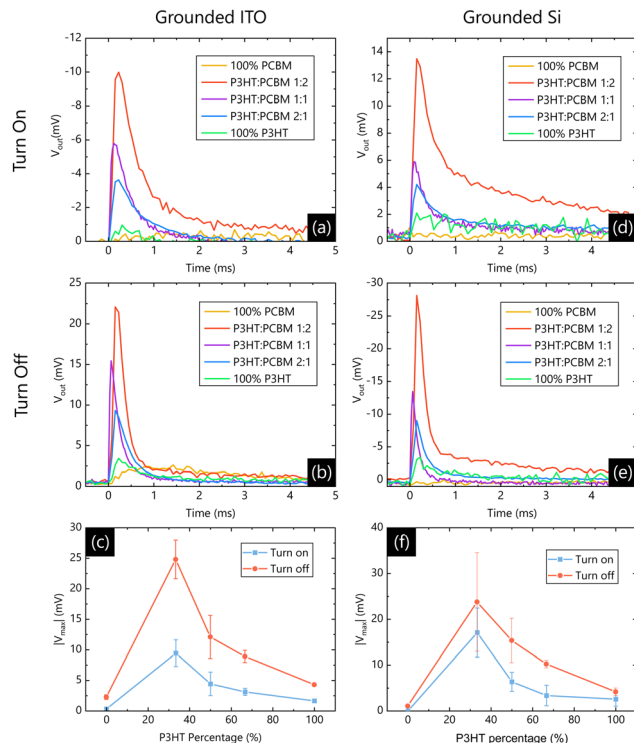 Grounded ITO
Grounded Si
Turn On
-12
-10
-8
-6
-4
-2
0
V_out(mV)
100% PCBM
P3HT:PCBM 1:2
P3HT:PCBM 1:1
P3HT:PCBM 2:1
100% P3HT
(a)
0 1 2 3 4 5
Time (ms)
14
12
10
8
6
4
2
0
V_out(mV)
100% PCBM
P3HT:PCBM 1:2
P3HT:PCBM 1:1
P3HT:PCBM 2:1
100% P3HT
(d)
0 1 2 3 4
Time (ms)
Turn Off
25
20
15
10
5
0
V_out(mV)
100% PCBM
P3HT:PCBM 1:2
P3HT:PCBM 1:1
P3HT:PCBM 2:1
100% P3HT
(b)
0 1 2 3 4 5
Time (ms)
-30
-25
-20
-15
-10
-5
0
V_out(mV)
100% PCBM
P3HT:PCBM 1:2
P3HT:PCBM 1:1
P3HT:PCBM 2:1
100% P3HT
(e)
0 1 2 3 4
Time (ms)
(c)
30
25
20
15
10
5
0
|V_max| (mV)
Turn on
Turn off
0 20 40 60 80 100
P3HT Percentage (%)
(f)
40
30
20
10
0
|V_max| (mV)
Turn on
Turn off
0 20 40 60 80 100
P3HT percentage (%)